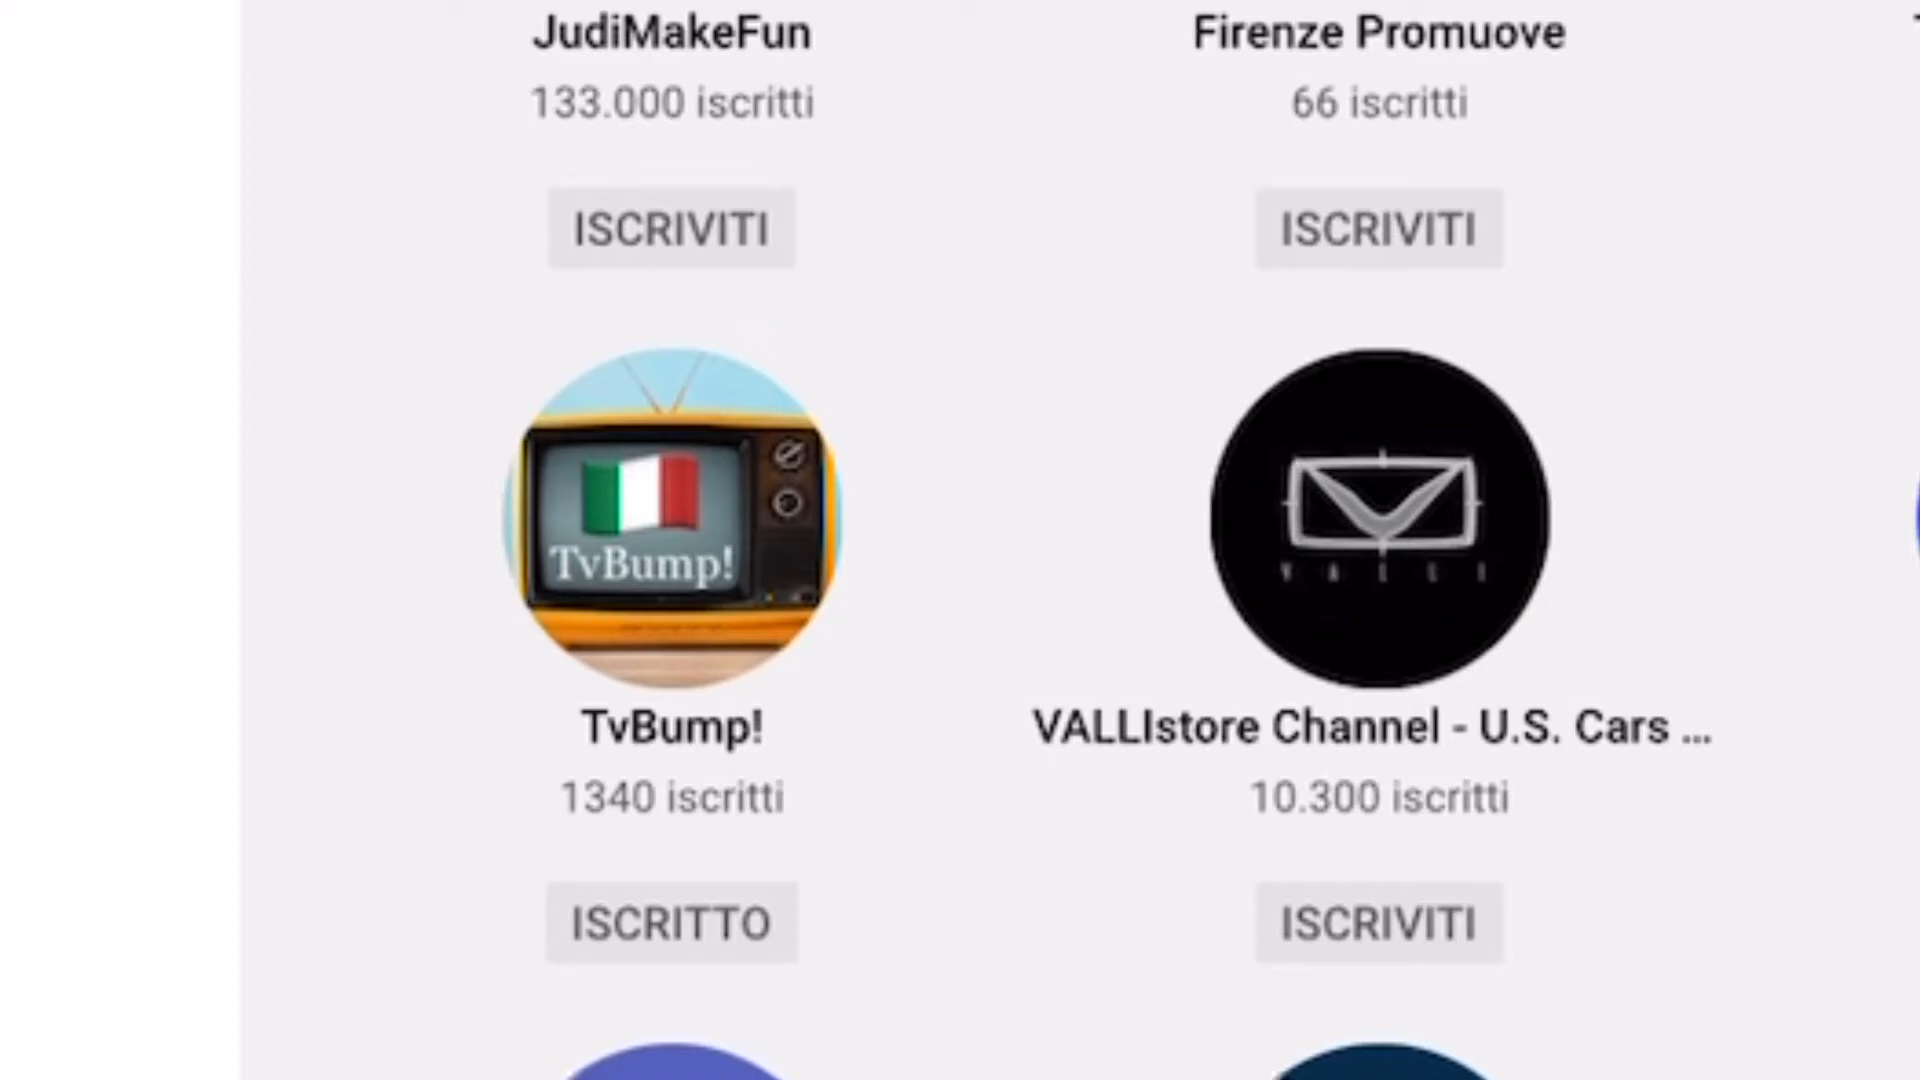 JudiMakeFun
133.000 iscritti
ISCRIVITI
Firenze Promuove
66 iscritti
ISCRIVITI
TvBump!
TvBump!
1340 iscritti
ISCRITTO
VALLI
VALLIstore Channel - U.S. Cars ...
10.300 iscritti
ISCRIVITI